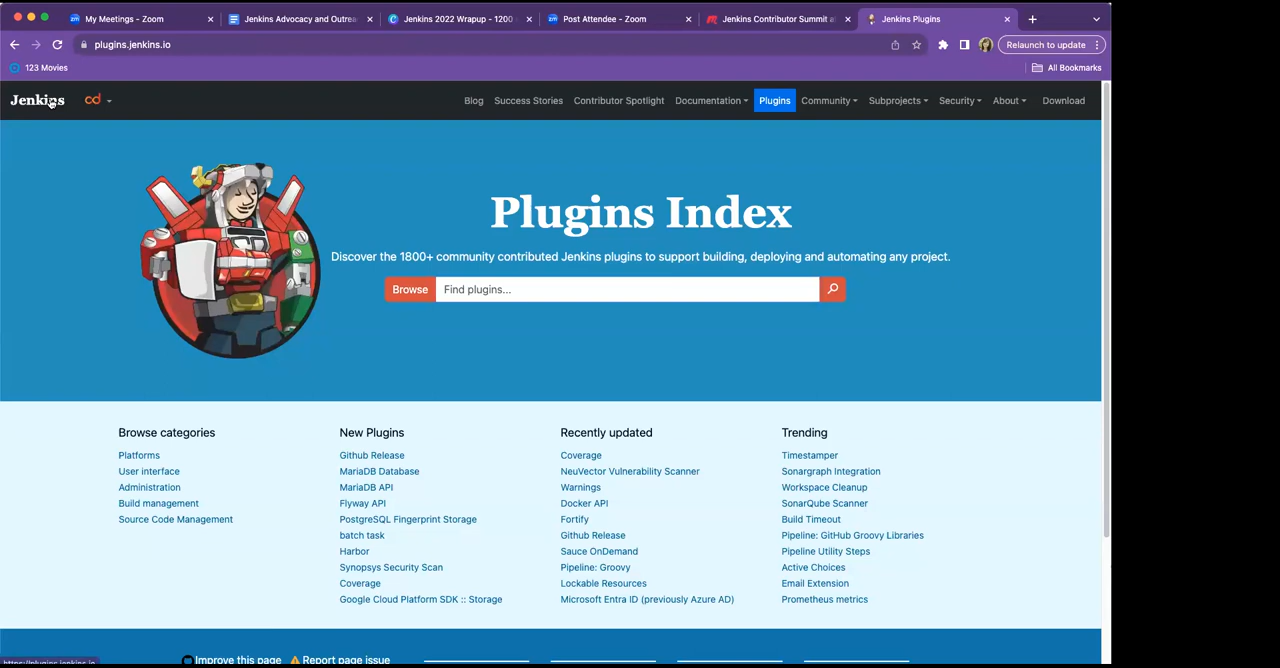 My Meetings - Zoom
Jenkins Advocacy and Outrea
Jenkins 2022 Wrapup - 1200
Post Attendee - Zoom
Jenkins Contributor Summit a
Jenkins Plugins
plugins.jenkins.io
Relaunch to update
123 Movies
All Bookmarks
Jenkins
cd
Blog
Success Stories
Contributor Spotlight
Documentation
Plugins
Community
Subprojects
Security
About
Download
Plugins Index
Discover the 1800+ community contributed Jenkins plugins to support building, deploying and automating any project.
Browse
Find plugins...
Browse categories
Platforms
User interface
Administration
Build management
Source Code Management
New Plugins
Github Release
MariaDB Database
MariaDB API
Flyway API
PostgreSQL Fingerprint Storage
batch task
Harbor
Synopsys Security Scan
Coverage
Google Cloud Platform SDK :: Storage
Recently updated
Coverage
NeuVector Vulnerability Scanner
Warnings
Docker API
Fortify
Github Release
Sauce OnDemand
Pipeline: Groovy
Lockable Resources
Microsoft Entra ID (previously Azure AD)
Trending
Timestamper
Sonargraph Integration
Workspace Cleanup
SonarQube Scanner
Build Timeout
Pipeline: GitHub Groovy Libraries
Pipeline Utility Steps
Active Choices
Email Extension
Prometheus metrics
Improve this page
Report page issue
https://plugins.jenkins.io